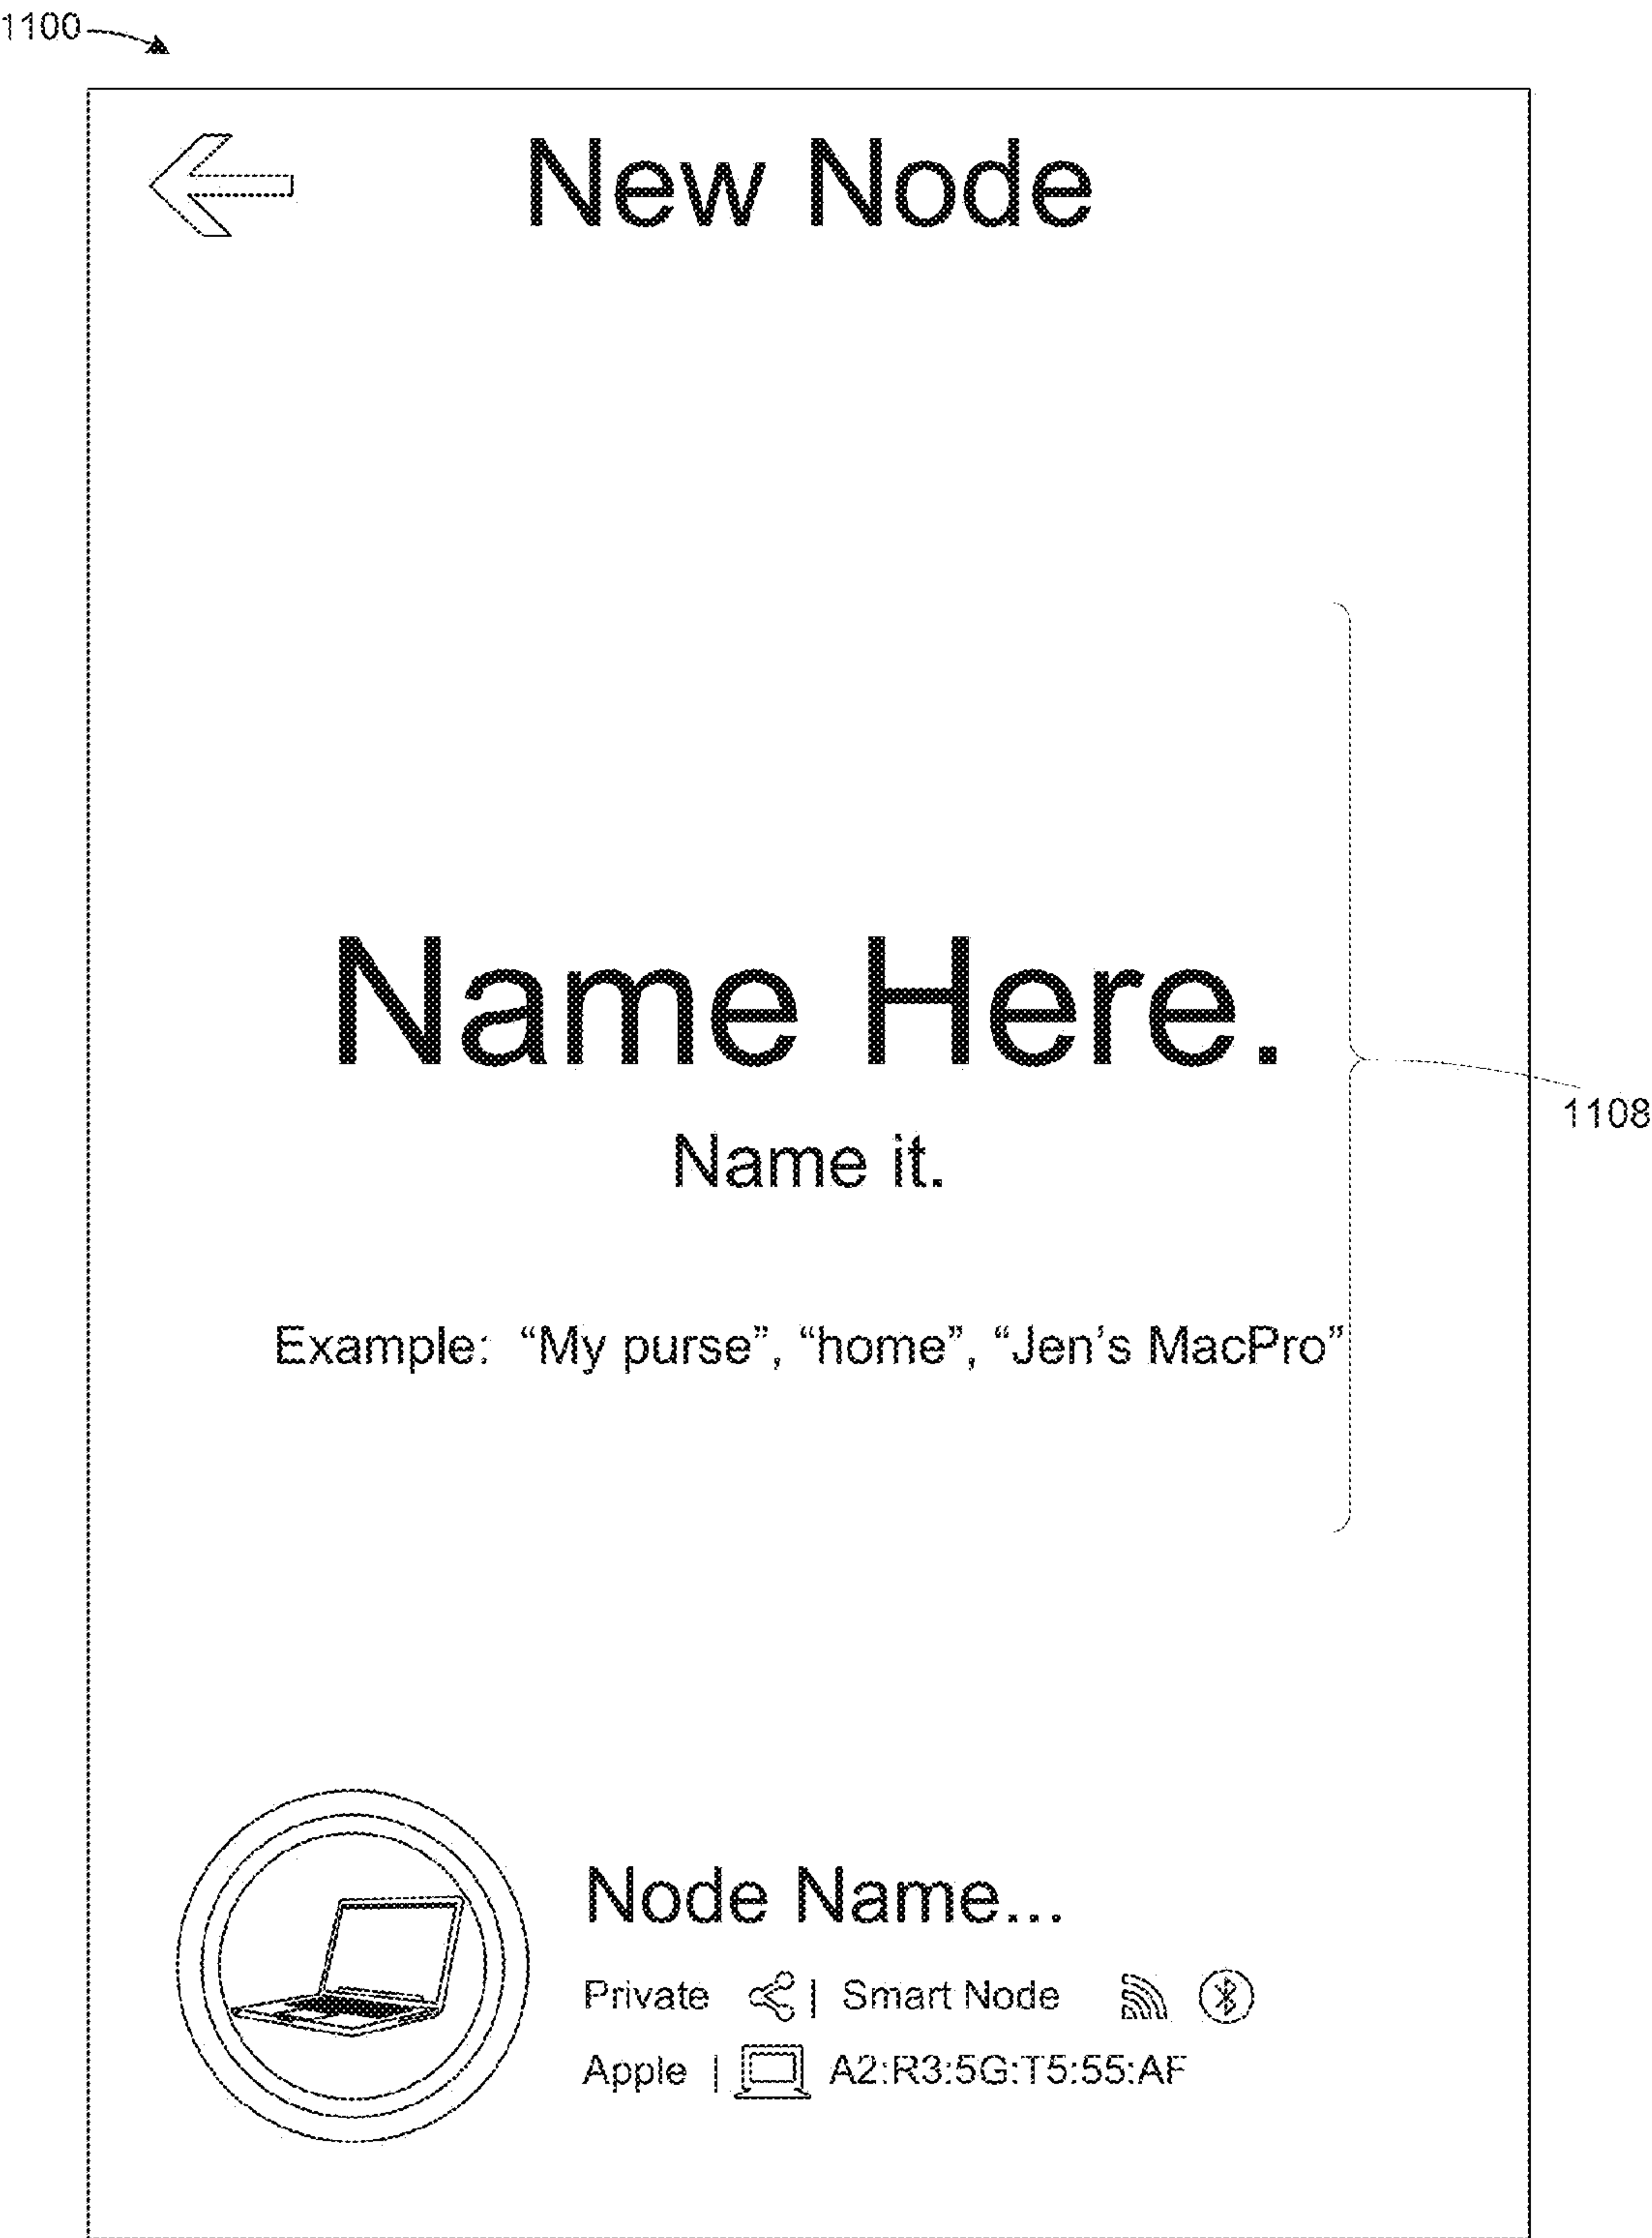 1100
New Node
Name Here.
1108
Name it.
Example: “My purse”, “home”, “Jen’s MacPro”
Node Name...
Private | Smart Node
Apple | A2:R3:5G:T5:55:AF